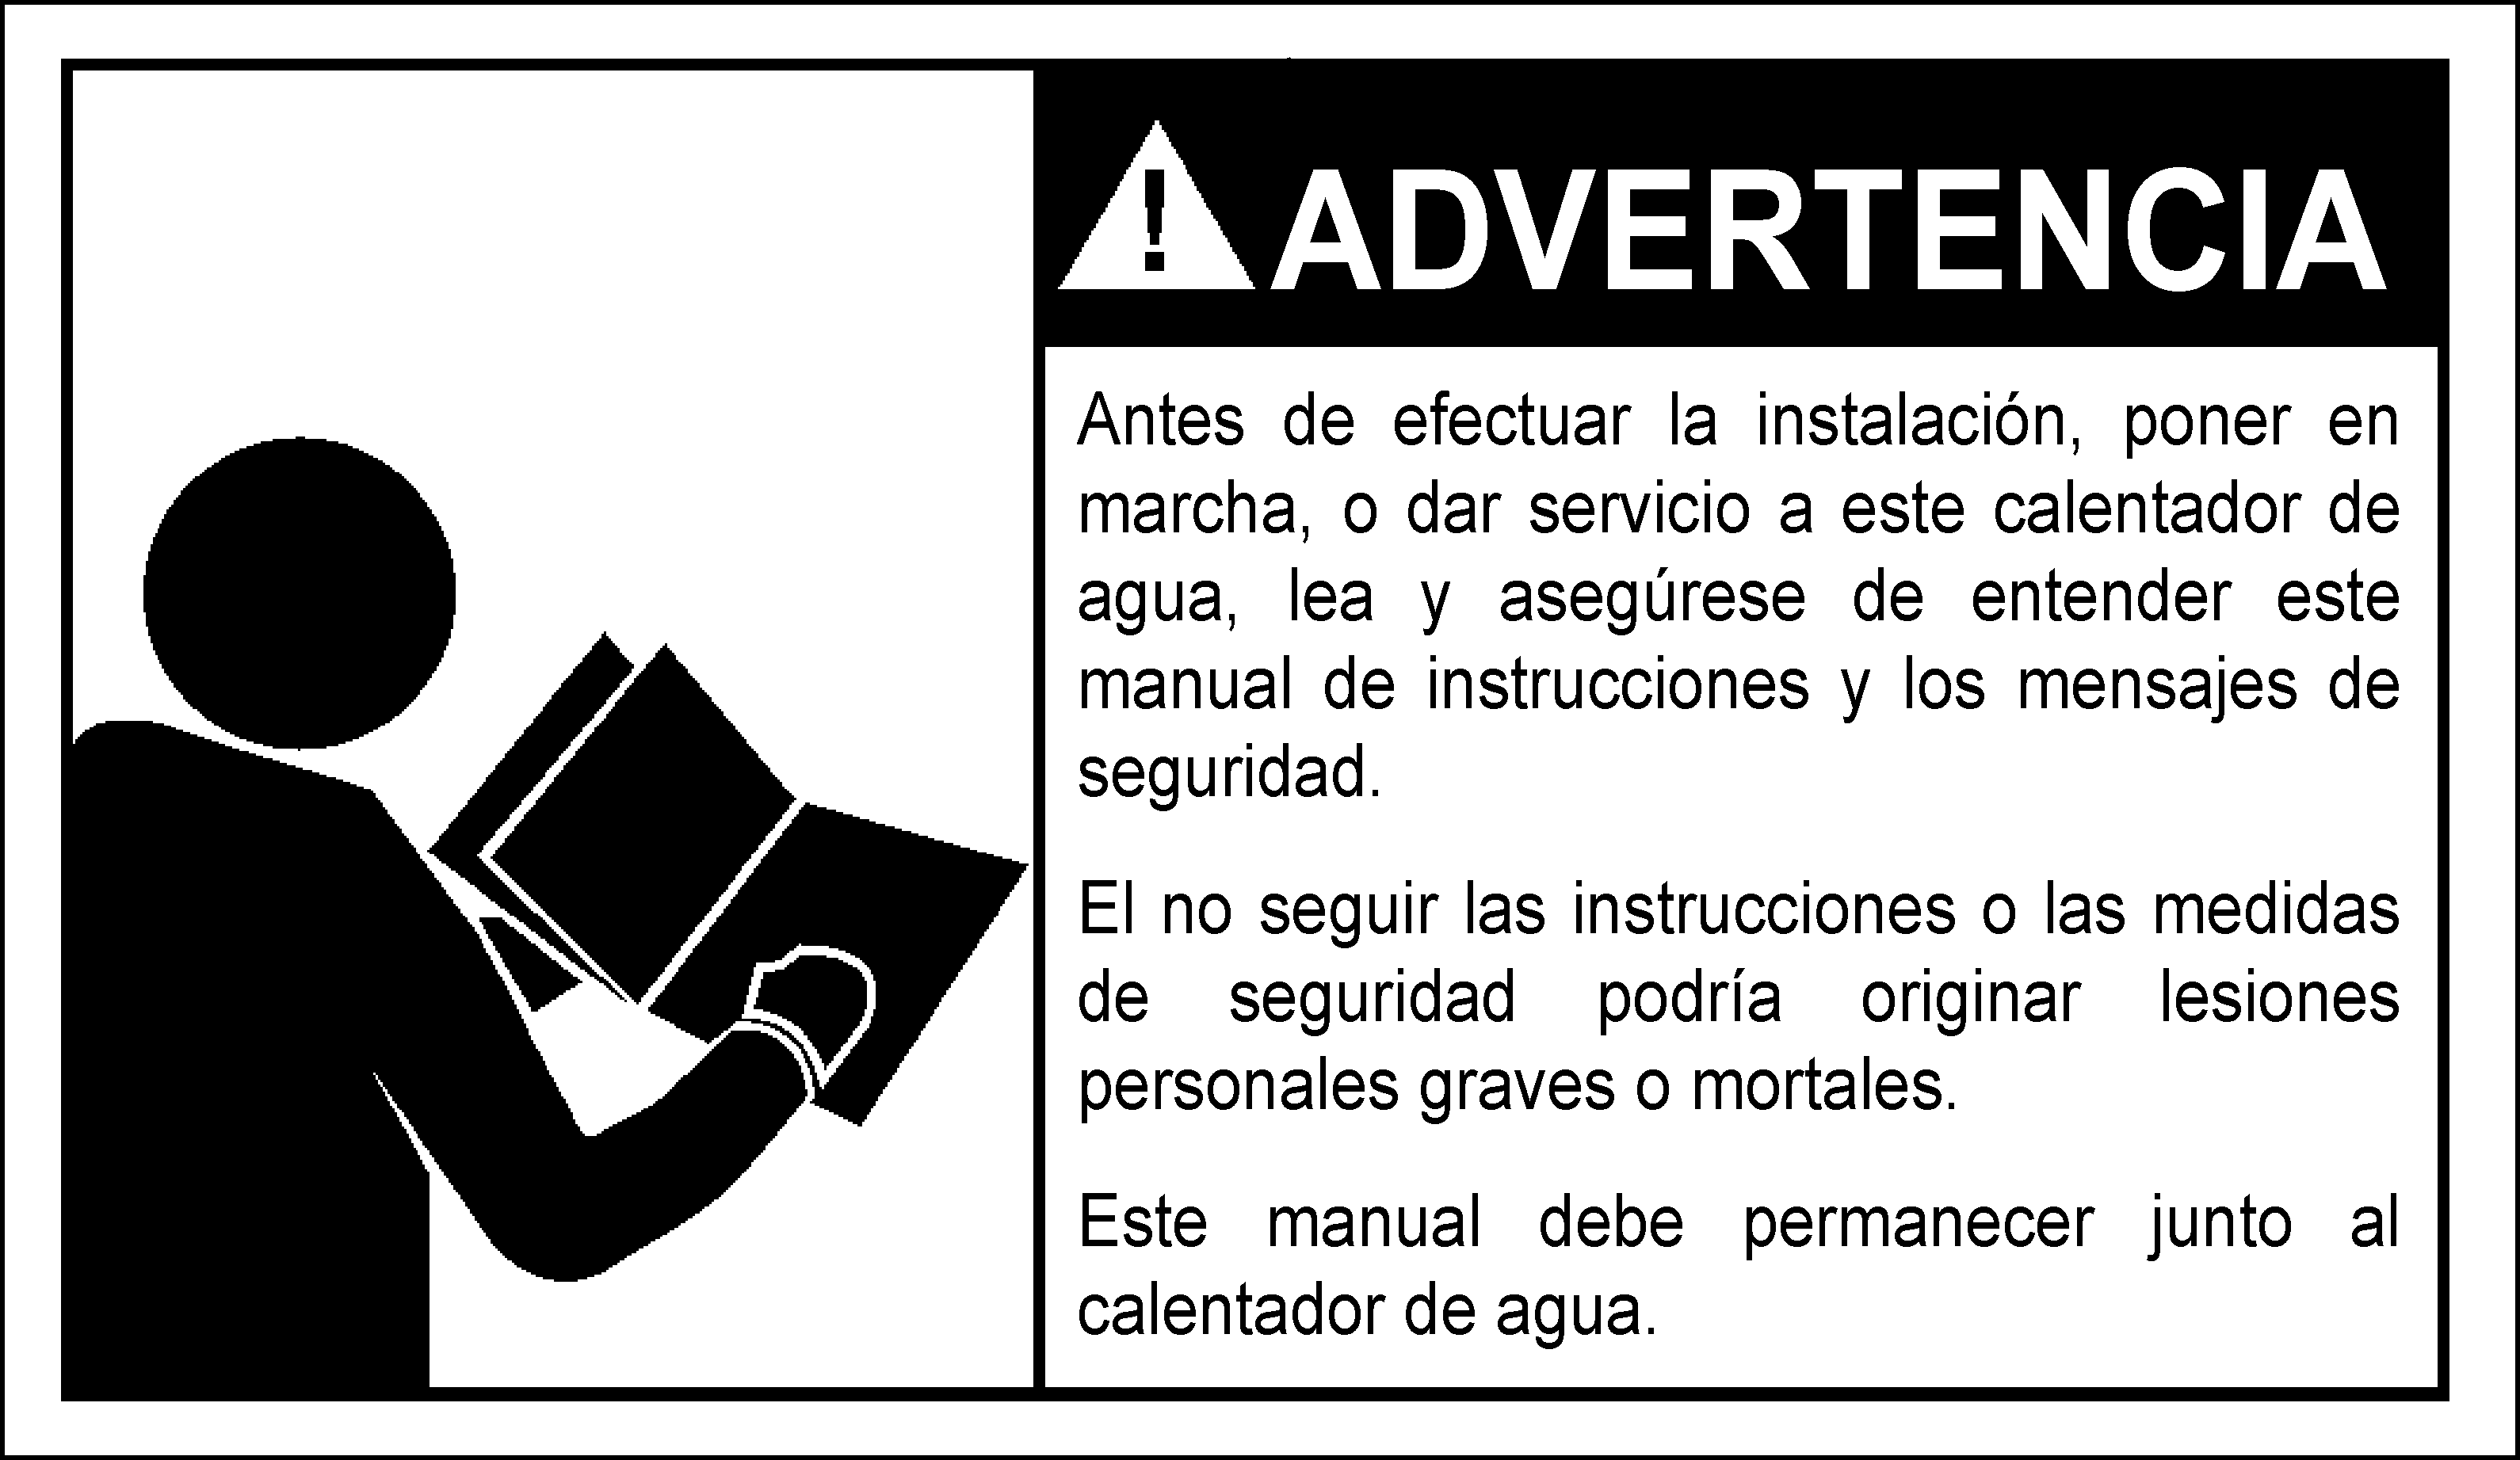 ADVERTENCIA
Antes de efectuar la instalación, poner en
marcha, o dar servicio a este calentador de
agua, lea y asegúrese de entender este
manual de instrucciones y los mensajes de
seguridad.
El no seguir las instrucciones o las medidas
de seguridad podría originar lesiones
personales graves o mortales.
Este manual debe permanecer junto al
calentador de agua.